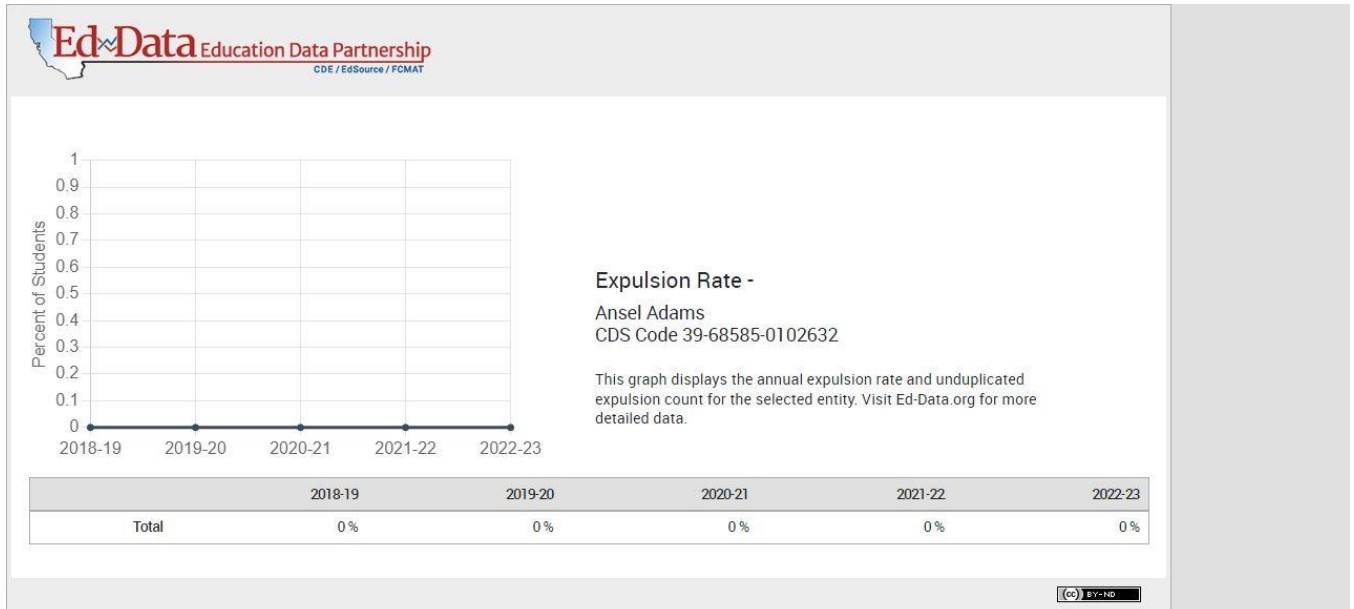 Ed Data Education Data Partnership
CDE / EdSource / FCMAT
Percent of Students
1
0.9
0.8
0.7
0.6
0.5
0.4
0.3
0.2
0.1
0
2018-19 2019-20 2020-21 2021-22 2022-23
Expulsion Rate -
Ansel Adams
CDS Code 39-68585-0102632
This graph displays the annual expulsion rate and unduplicated
expulsion count for the selected entity. Visit Ed-Data.org for more
detailed data.
2018-19 2019-20 2020-21 2021-22 2022-23
Total 0 % 0 % 0 % 0 % 0 %
(cc) BY-ND